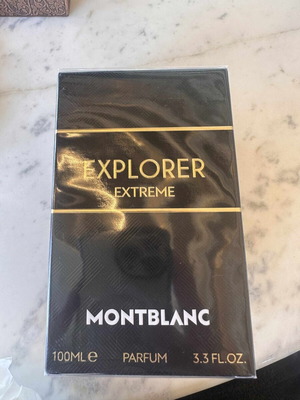 EXPLORER
EXTREME
MONTBLANC
100ML ℮ PARFUM 3.3 FL.OZ.